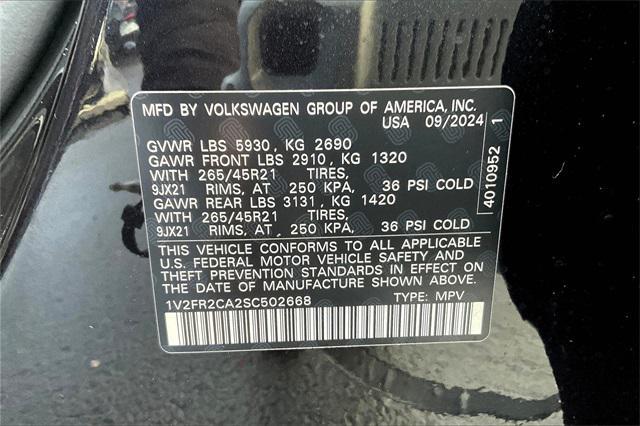 MFD BY VOLKSWAGEN GROUP OF AMERICA, INC.
USA 09/2024
GVWR LBS 5930, KG 2690
GAWR FRONT LBS 2910, KG 1320
WITH 265/45R21 TIRES,
9JX21 RIMS, AT 250 KPA, 36 PSI COLD
GAWR REAR LBS 3131, KG 1420
WITH 265/45R21 TIRES,
9JX21 RIMS, AT 250 KPA, 36 PSI COLD
4010952 1
THIS VEHICLE CONFORMS TO ALL APPLICABLE
U.S. FEDERAL MOTOR VEHICLE SAFETY AND
THEFT PREVENTION STANDARDS IN EFFECT ON
THE DATE OF MANUFACTURE SHOWN ABOVE.
1V2FR2CA2SC502668 TYPE: MPV